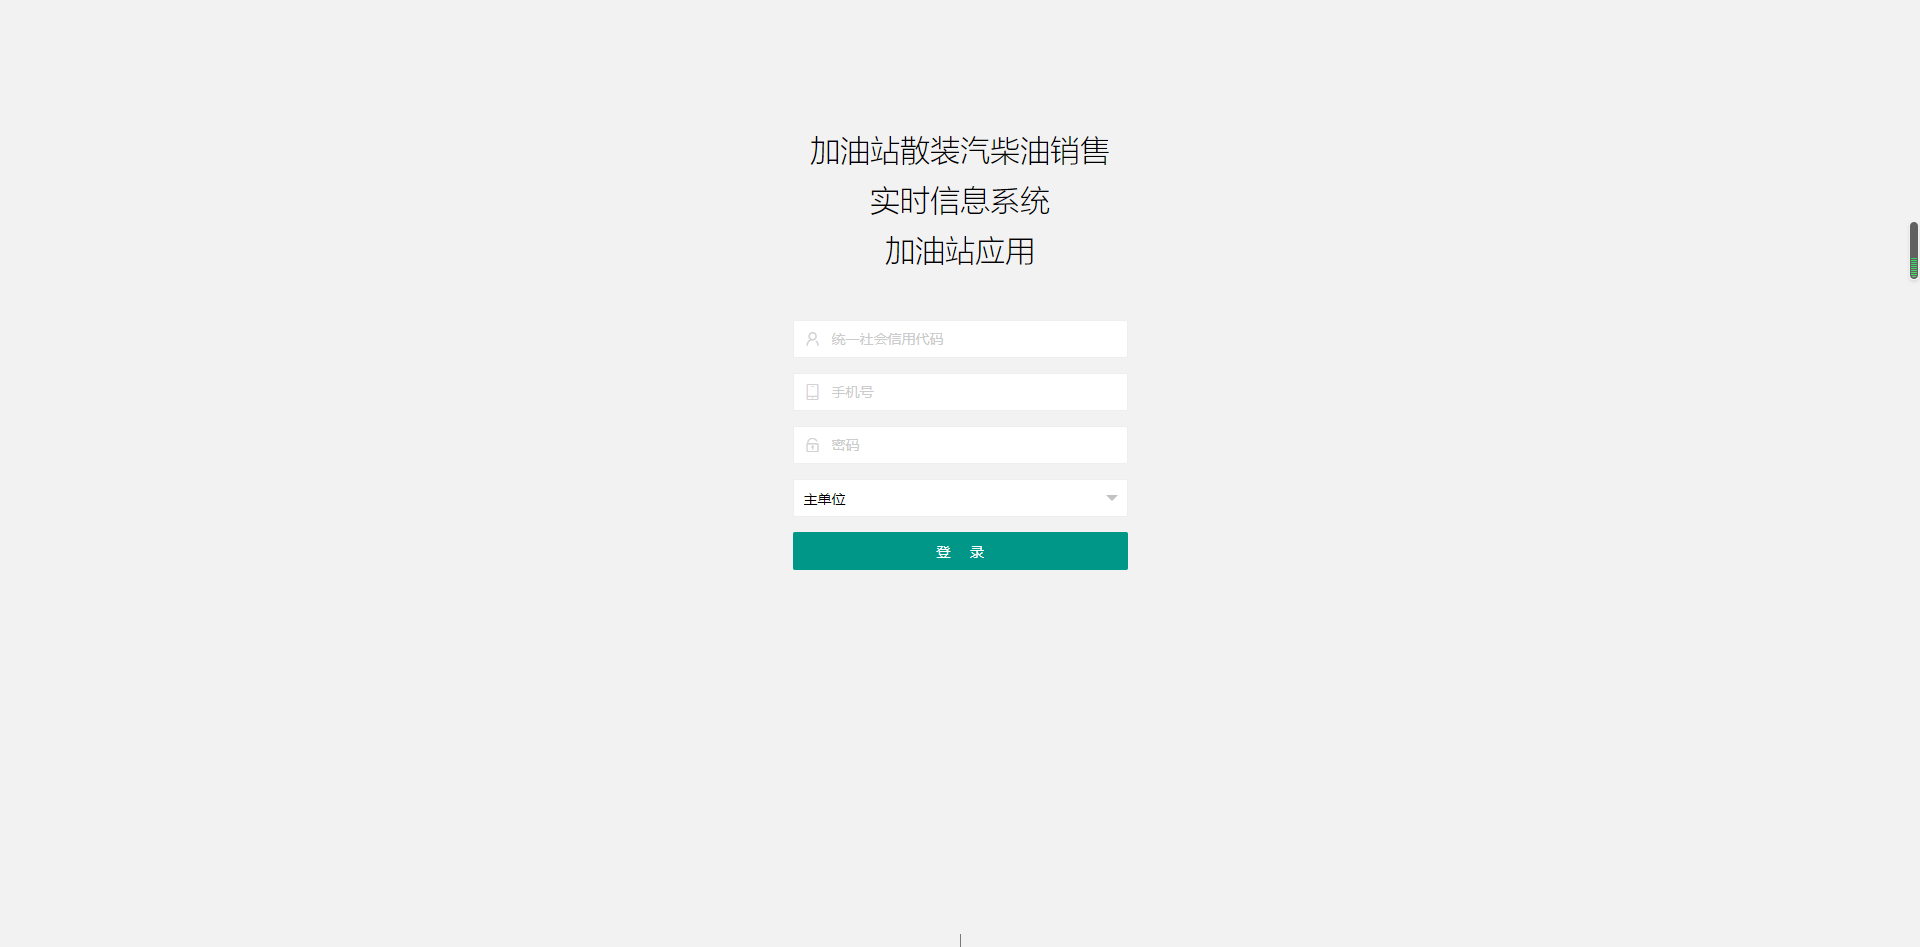 加油站散装汽柴油销售
实时信息系统
加油站应用
统一社会信用代码
手机号
密码
主单位
登 录